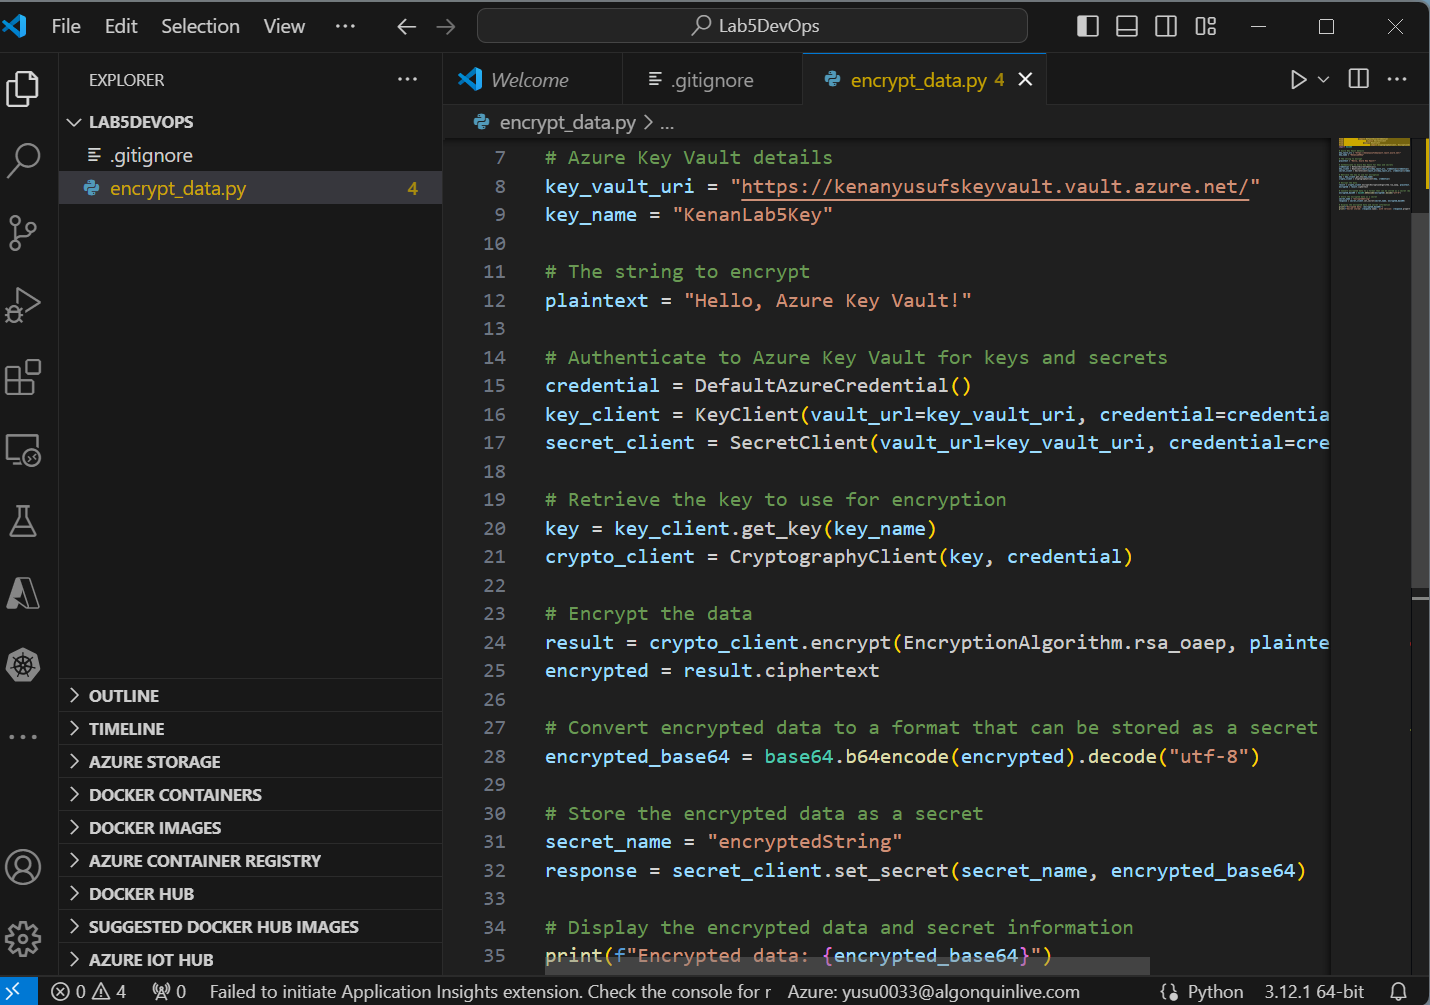 File Edit Selection View ··· Lab5DevOps
EXPLORER ···
LAB5DEVOPS
.gitignore
encrypt_data.py 4
OUTLINE
TIMELINE
AZURE STORAGE
DOCKER CONTAINERS
DOCKER IMAGES
AZURE CONTAINER REGISTRY
DOCKER HUB
SUGGESTED DOCKER HUB IMAGES
AZURE IOT HUB
Welcome .gitignore encrypt_data.py 4
encrypt_data.py > ...
7 # Azure Key Vault details
8 key_vault_uri = "https://kenanyusufskeyvault.vault.azure.net/"
9 key_name = "KenanLab5Key"
10
11 # The string to encrypt
12 plaintext = "Hello, Azure Key Vault!"
13
14 # Authenticate to Azure Key Vault for keys and secrets
15 credential = DefaultAzureCredential()
16 key_client = KeyClient(vault_url=key_vault_uri, credential=credentia
17 secret_client = SecretClient(vault_url=key_vault_uri, credential=cre
18
19 # Retrieve the key to use for encryption
20 key = key_client.get_key(key_name)
21 crypto_client = CryptographyClient(key, credential)
22
23 # Encrypt the data
24 result = crypto_client.encrypt(EncryptionAlgorithm.rsa_oaep, plainte
25 encrypted = result.ciphertext
26
27 # Convert encrypted data to a format that can be stored as a secret
28 encrypted_base64 = base64.b64encode(encrypted).decode("utf-8")
29
30 # Store the encrypted data as a secret
31 secret_name = "encryptedString"
32 response = secret_client.set_secret(secret_name, encrypted_base64)
33
34 # Display the encrypted data and secret information
35 print(f"Encrypted data: {encrypted_base64}")
0 4 0 Failed to initiate Application Insights extension. Check the console for r Azure: yusu0033@algonquinlive.com Python 3.12.1 64-bit